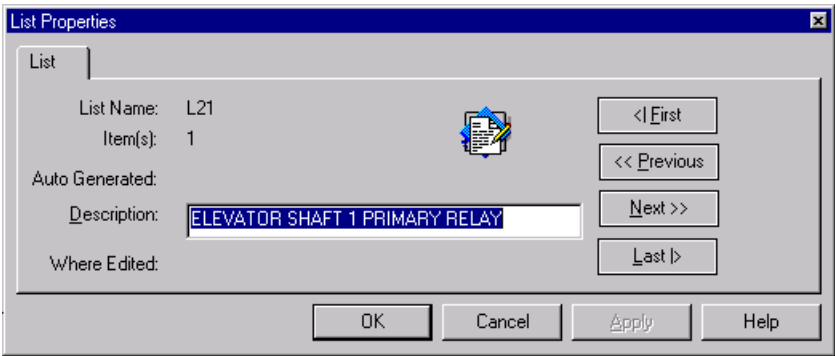 List Properties
List
List Name: L21
Item(s): 1
Auto Generated:
Description: ELEVATOR SHAFT 1 PRIMARY RELAY
Where Edited:
<| First
<< Previous
Next >>
Last |>
OK Cancel Apply Help